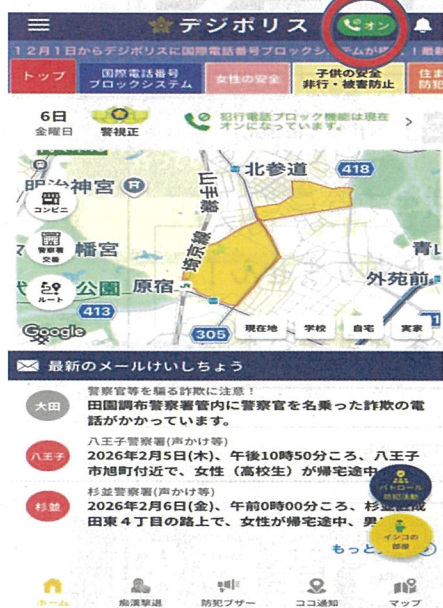 デジポリス
オン
12月1日からデジポリスに国際電話番号ブロックシステムが
トップ
国際電話番号
ブロックシステム
女性の安全
子供の安全
非行・被害防止
住ま
防犯
6日
金曜日
警視正
犯行電話ブロック機能は現在
オンになっています。
北参道
418
明治神宮
山手線
コンビニ
警察署
交番
幡宮
埼京線
青山
外苑前
公園
原宿
ルート
413
Google
305
現在地
学校
自宅
実家
最新のメールけいしちょう
警察官等を騙る詐欺に注意!
大田
田園調布警察署管内に警察官を名乗った詐欺の電
話がかかっています。
八王子警察署(声かけ等)
八王子
2026年2月5日(木)、午後10時50分ころ、八王子
市旭町付近で、女性(高校生)が帰宅途中
杉並警察署(声かけ等)
杉並
2026年2月6日(金)、午前0時00分ころ、杉並区成
田東4丁目の路上で、女性が帰宅途中、男
パトロール
防犯活動
インコの
部屋
もっと
ホーム
痴漢撃退
防犯ブザー
ココ通知
マップ